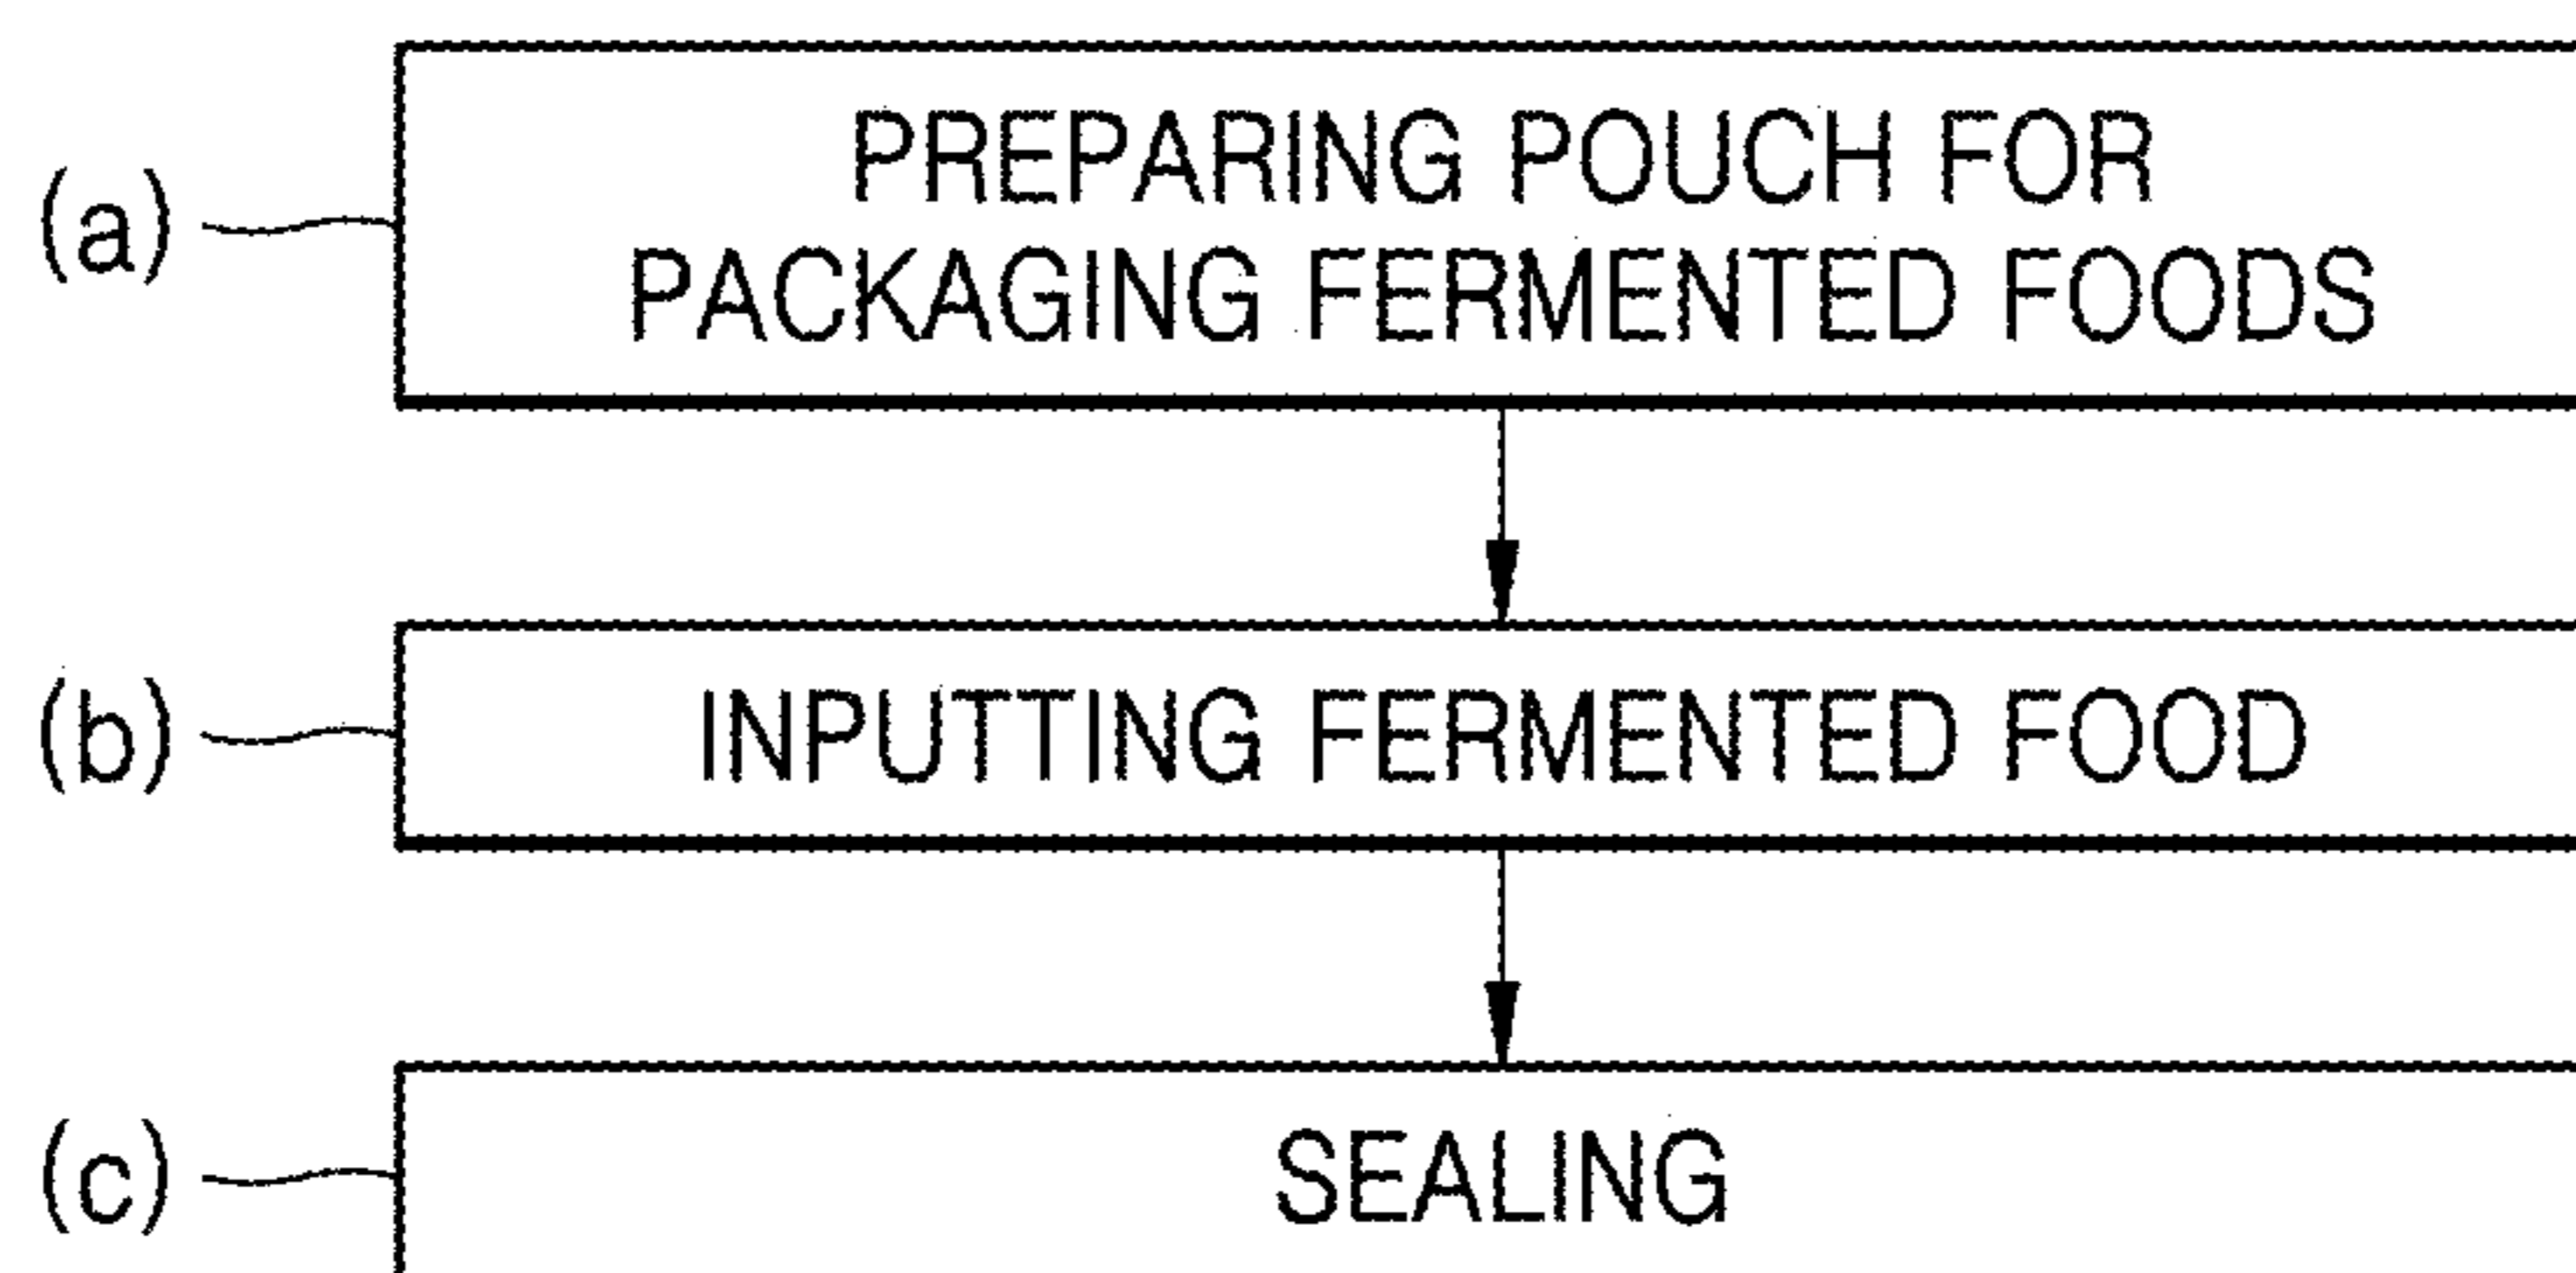 (a)
PREPARING POUCH FOR
PACKAGING FERMENTED FOODS
(b)
INPUTTING FERMENTED FOOD
(c)
SEALING